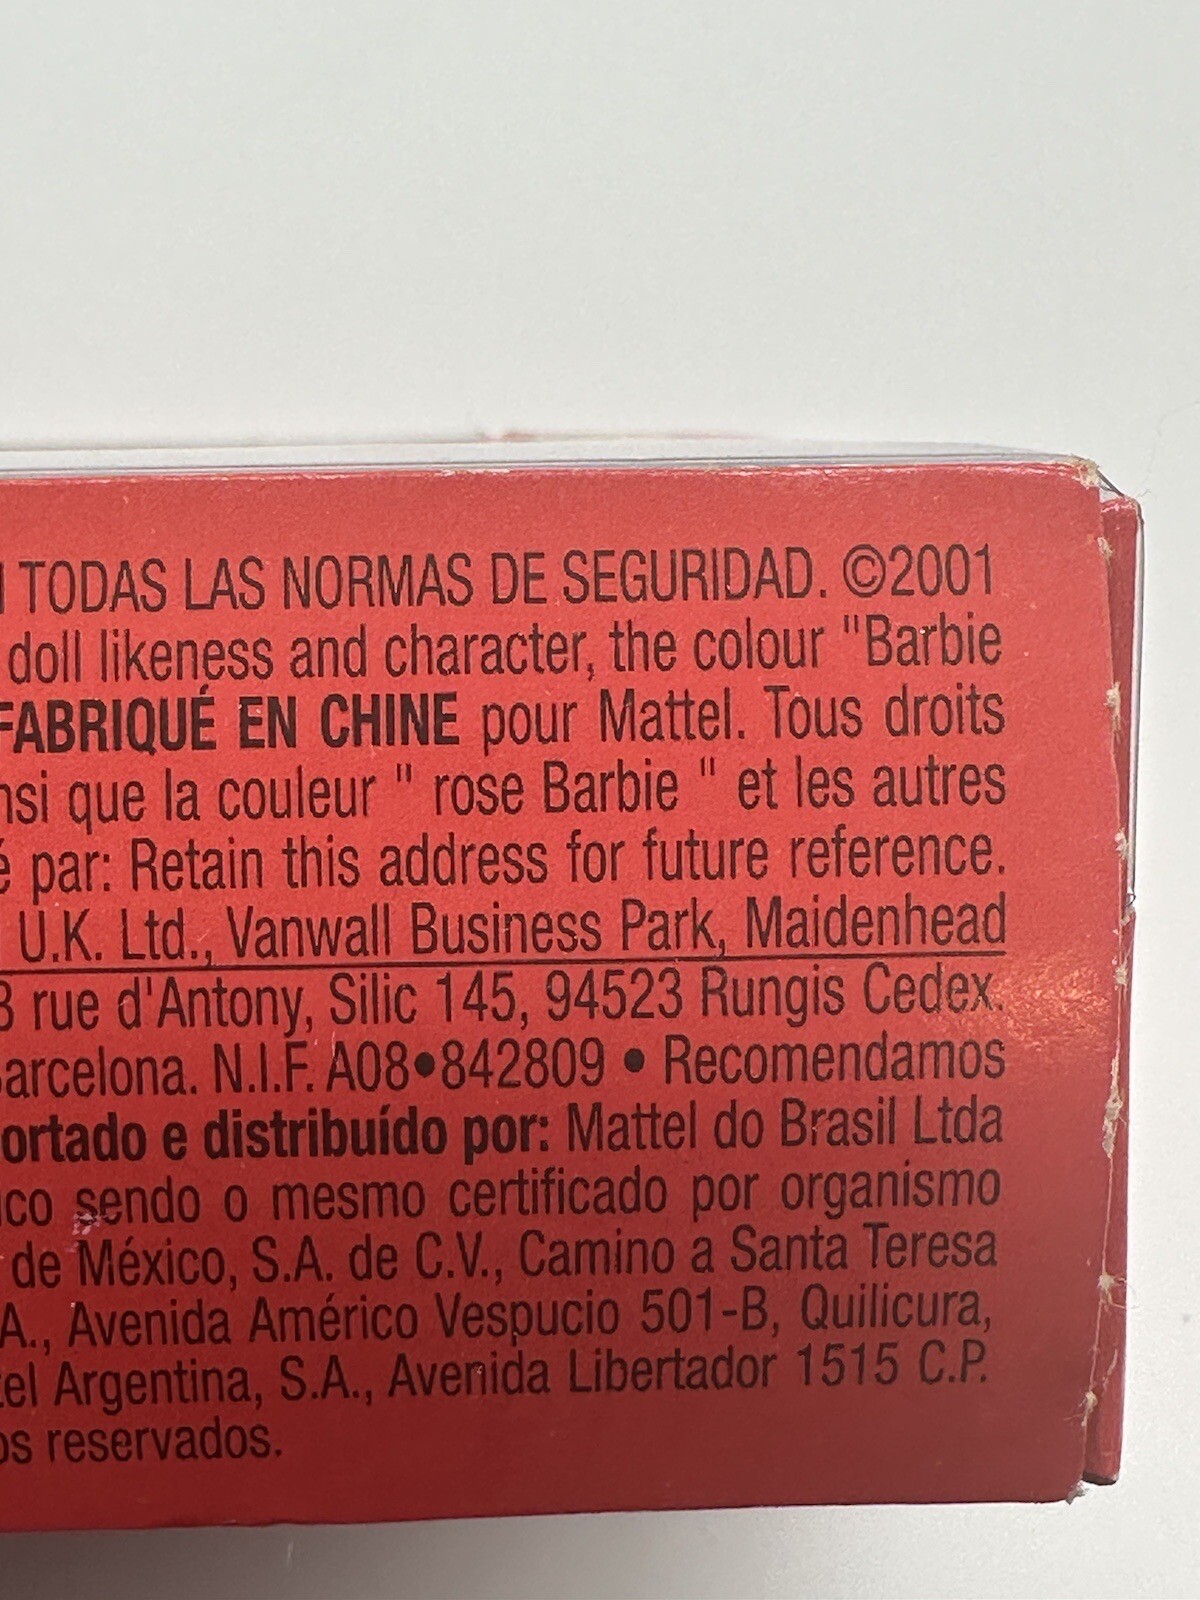 TODAS LAS NORMAS DE SEGURIDAD. ©2001
doll likeness and character, the colour "Barbie
FABRIQUÉ EN CHINE pour Mattel. Tous droits
nsi que la couleur " rose Barbie " et les autres
é par: Retain this address for future reference.
U.K. Ltd., Vanwall Business Park, Maidenhead
3 rue d'Antony, Silic 145, 94523 Rungis Cedex.
Barcelona. N.I.F. A08•842809 • Recomendamos
ortado e distribuído por: Mattel do Brasil Ltda
ico sendo o mesmo certificado por organismo
de México, S.A. de C.V., Camino a Santa Teresa
A., Avenida Américo Vespucio 501-B, Quilicura,
tel Argentina, S.A., Avenida Libertador 1515 C.P.
os reservados.